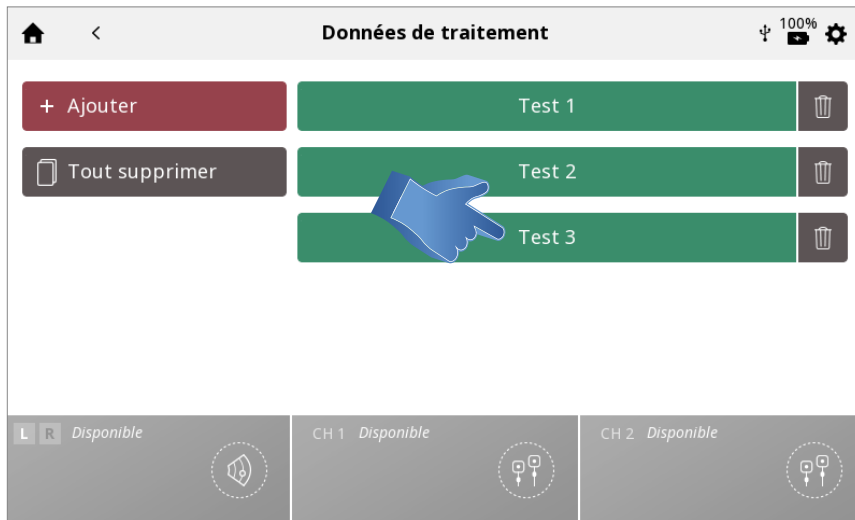 Données de traitement
100%
+ Ajouter
Test 1
Tout supprimer
Test 2
Test 3
L R Disponible
CH 1 Disponible
CH 2 Disponible